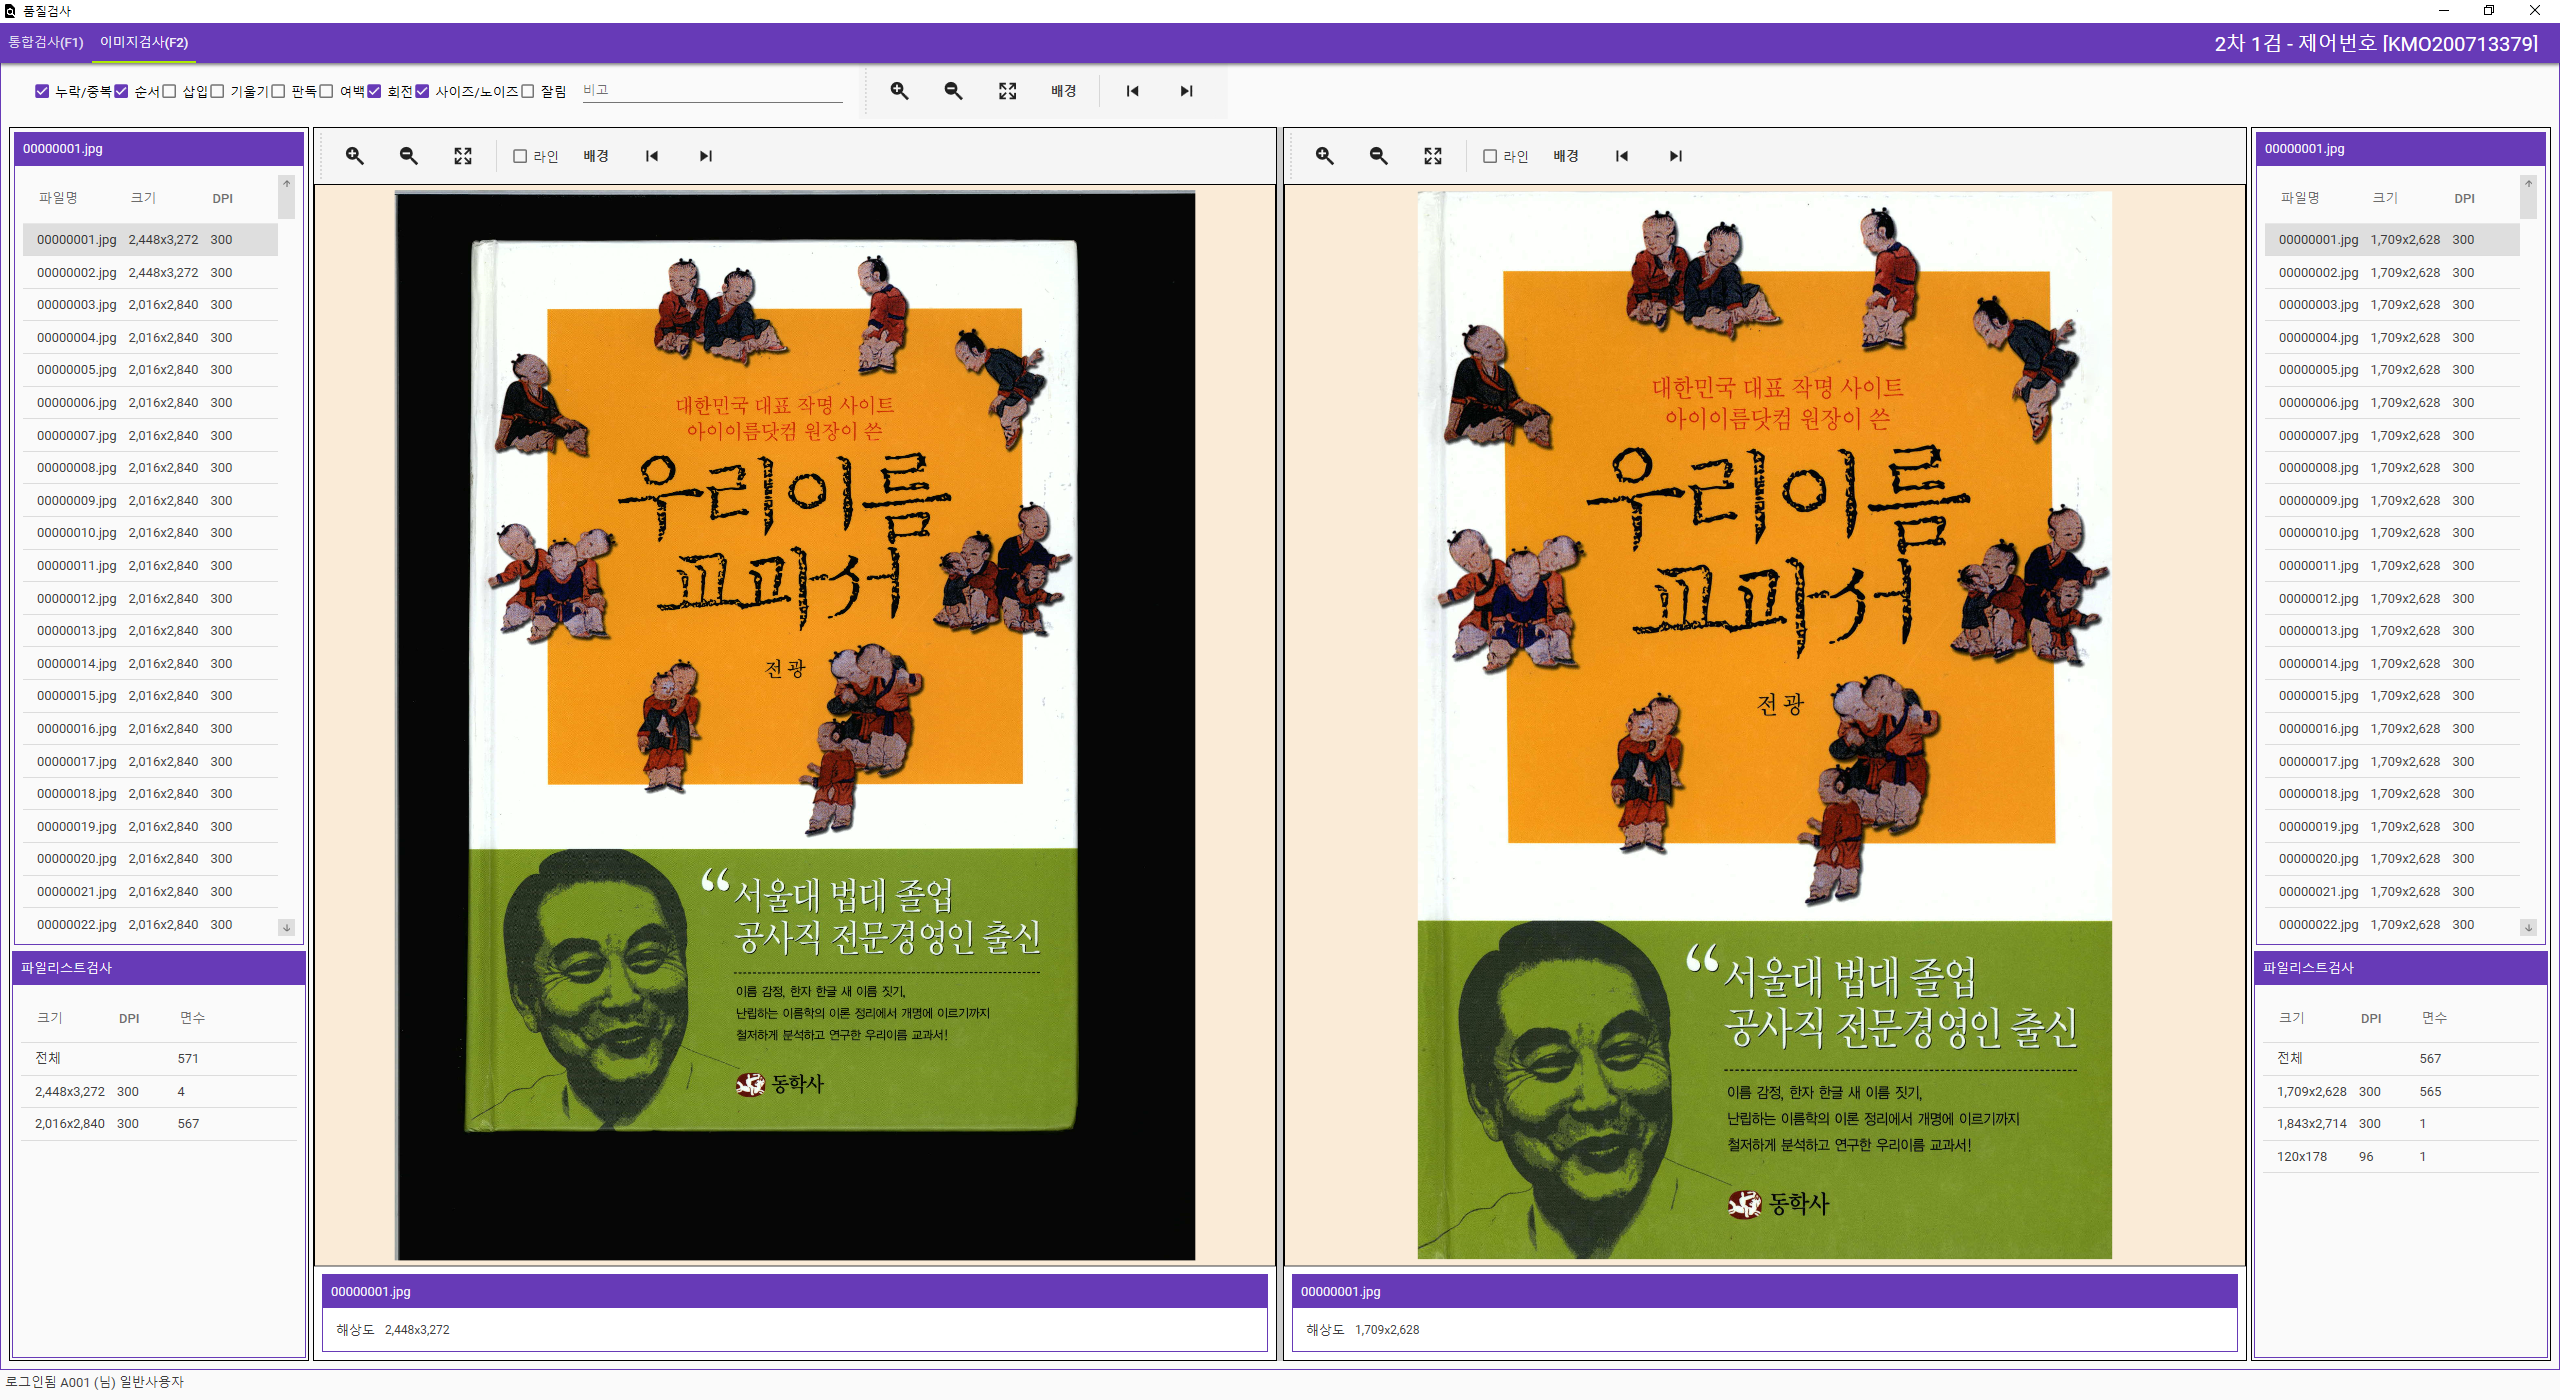 품질검사
통합검사(F1) 이미지검사(F2) 2차 1검 - 제어번호 [KMO200713379]
누락/중복 순서 삽입 기울기 판독 여백 회전 사이즈/노이즈 잘림 비고 배경
00000001.jpg
파일명 크기 DPI
00000001.jpg 2,448x3,272 300
00000002.jpg 2,448x3,272 300
00000003.jpg 2,016x2,840 300
00000004.jpg 2,016x2,840 300
00000005.jpg 2,016x2,840 300
00000006.jpg 2,016x2,840 300
00000007.jpg 2,016x2,840 300
00000008.jpg 2,016x2,840 300
00000009.jpg 2,016x2,840 300
00000010.jpg 2,016x2,840 300
00000011.jpg 2,016x2,840 300
00000012.jpg 2,016x2,840 300
00000013.jpg 2,016x2,840 300
00000014.jpg 2,016x2,840 300
00000015.jpg 2,016x2,840 300
00000016.jpg 2,016x2,840 300
00000017.jpg 2,016x2,840 300
00000018.jpg 2,016x2,840 300
00000019.jpg 2,016x2,840 300
00000020.jpg 2,016x2,840 300
00000021.jpg 2,016x2,840 300
00000022.jpg 2,016x2,840 300
파일리스트검사
크기 DPI 면수
전체 571
2,448x3,272 300 4
2,016x2,840 300 567
라인 배경
대한민국 대표 작명 사이트
아이이름닷컴 원장이 쓴
우리이름
교과서
전광
“서울대 법대 졸업
공사직 전문경영인 출신
이름 감정, 한자 한글 새 이름 짓기,
난립하는 이름학의 이론 정리에서 개명에 이르기까지
철저하게 분석하고 연구한 우리이름 교과서!
동학사
00000001.jpg
해상도 2,448x3,272
라인 배경
대한민국 대표 작명 사이트
아이이름닷컴 원장이 쓴
우리이름
교과서
전광
“서울대 법대 졸업
공사직 전문경영인 출신
이름 감정, 한자 한글 새 이름 짓기,
난립하는 이름학의 이론 정리에서 개명에 이르기까지
철저하게 분석하고 연구한 우리이름 교과서!
동학사
00000001.jpg
해상도 1,709x2,628
00000001.jpg
파일명 크기 DPI
00000001.jpg 1,709x2,628 300
00000002.jpg 1,709x2,628 300
00000003.jpg 1,709x2,628 300
00000004.jpg 1,709x2,628 300
00000005.jpg 1,709x2,628 300
00000006.jpg 1,709x2,628 300
00000007.jpg 1,709x2,628 300
00000008.jpg 1,709x2,628 300
00000009.jpg 1,709x2,628 300
00000010.jpg 1,709x2,628 300
00000011.jpg 1,709x2,628 300
00000012.jpg 1,709x2,628 300
00000013.jpg 1,709x2,628 300
00000014.jpg 1,709x2,628 300
00000015.jpg 1,709x2,628 300
00000016.jpg 1,709x2,628 300
00000017.jpg 1,709x2,628 300
00000018.jpg 1,709x2,628 300
00000019.jpg 1,709x2,628 300
00000020.jpg 1,709x2,628 300
00000021.jpg 1,709x2,628 300
00000022.jpg 1,709x2,628 300
파일리스트검사
크기 DPI 면수
전체 567
1,709x2,628 300 565
1,843x2,714 300 1
120x178 96 1
로그인됨 A001 (님) 일반사용자